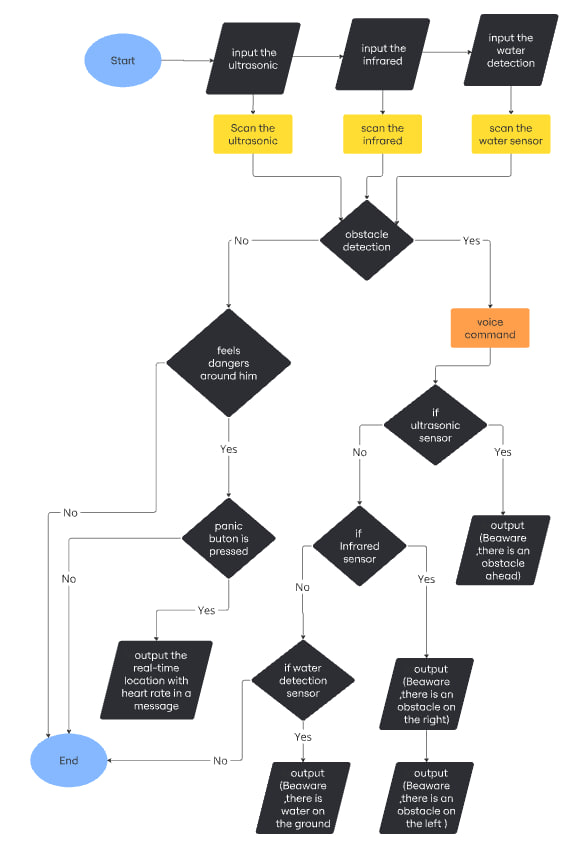 Start
input the
ultrasonic
input the
infrared
input the
water
detection
Scan the
ultrasonic
scan the
infrared
scan the
water sensor
obstacle
detection
No
Yes
voice
command
feels
dangers
around him
if
ultrasonic
sensor
Yes
No
Yes
No
panic
buton is
pressed
if
Infrared
sensor
output
(Beaware
,there is an
obstacle
ahead)
No
No
Yes
Yes
output the
real-time
location with
heart rate in a
message
if water
detection
sensor
output
(Beaware
,there is an
obstacle on
the right)
Yes
No
End
output
(Beaware
,there is
water on
the ground
output
(Beaware
,there is an
obstacle on
the left )